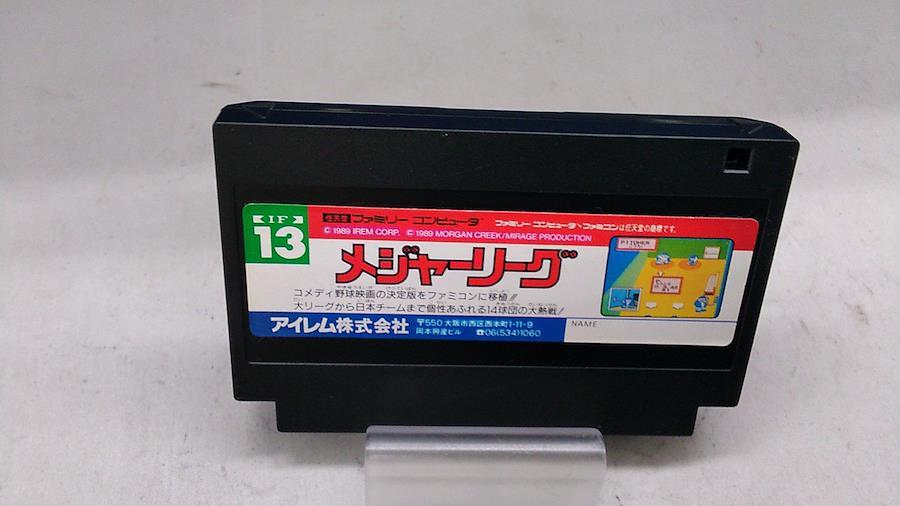 IF
13
任天堂 ファミリー コンピュータ ファミリー コンピュータ・ファミコンは任天堂の商標です。
© 1989 IREM CORP. © 1989 MORGAN CREEK/MIRAGE PRODUCTION
メジャーリーグ
コメディ野球映画の決定版をファミコンに移植!!
大リーグから日本チームまで個性あふれる14球団の大熱戦!
アイレム株式会社
〒550 大阪市西区西本町1-11-9
岡本興産ビル ☎06(534)1060
NAME